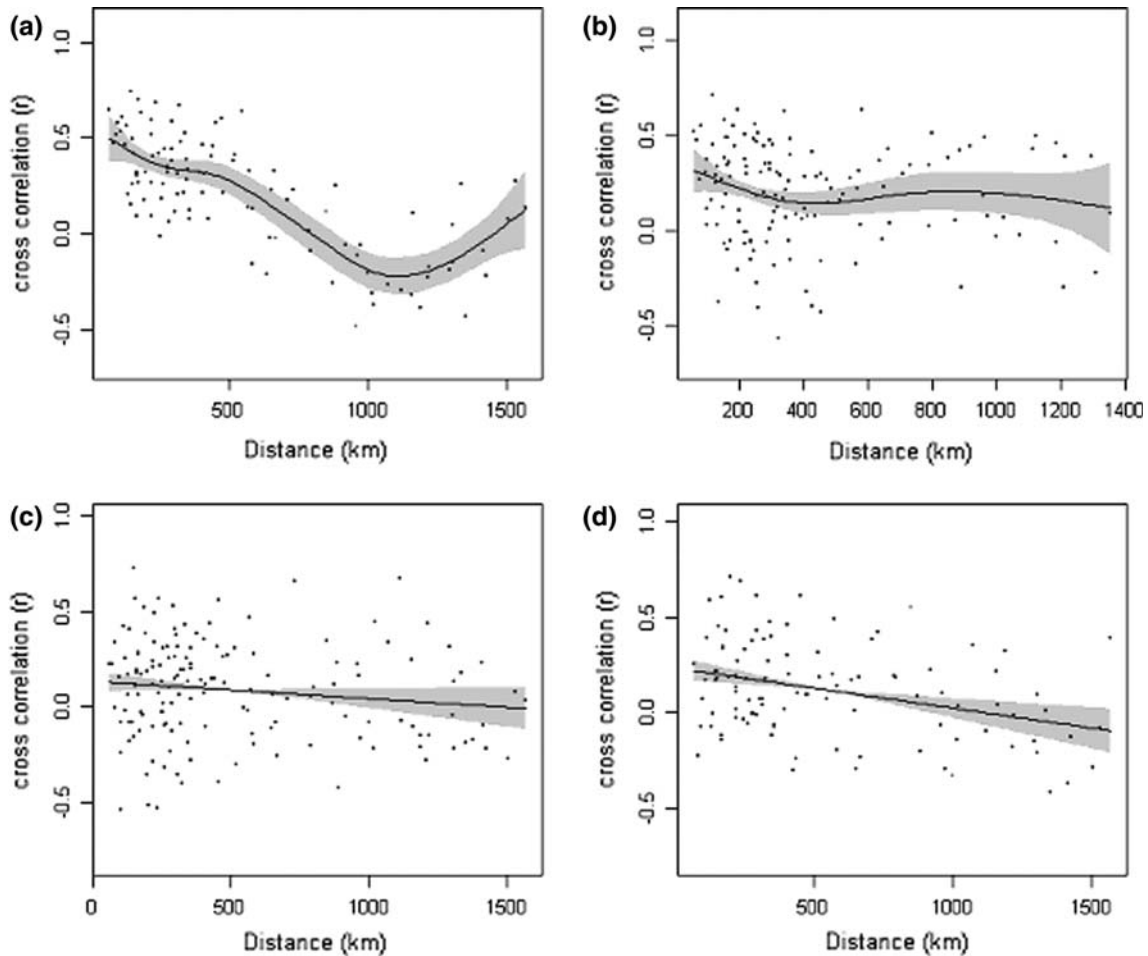 (a)
1.0
0.5
0.0
-0.5
cross correlation (r)
500 1000 1500
Distance (km)
(b)
1.0
0.5
0.0
-0.5
cross correlation (r)
200 400 600 800 1000 1200 1400
Distance (km)
(c)
1.0
0.5
0.0
-0.5
cross correlation (r)
0 500 1000 1500
Distance (km)
(d)
1.0
0.5
0.0
-0.5
cross correlation (r)
500 1000 1500
Distance (km)